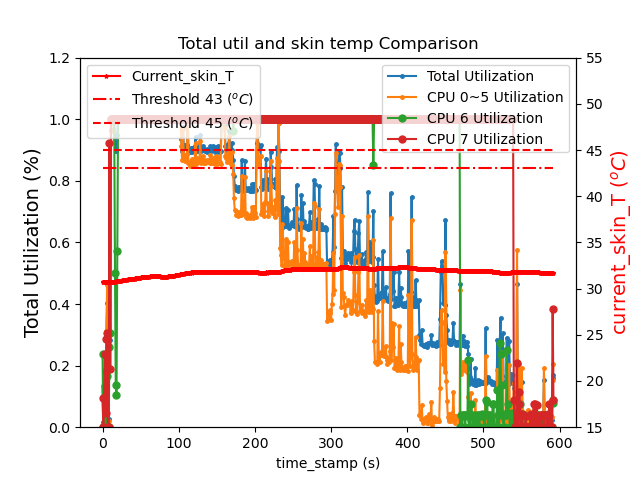 Total util and skin temp Comparison
Current_skin_T
Threshold 43 (°C)
Threshold 45 (°C)
Total Utilization
CPU 0~5 Utilization
CPU 6 Utilization
CPU 7 Utilization
Total Utilization (%)
1.2
1.0
0.8
0.6
0.4
0.2
0.0
55
50
45
40
35
30
25
20
15
current_skin_T (°C)
0 100 200 300 400 500 600
time_stamp (s)